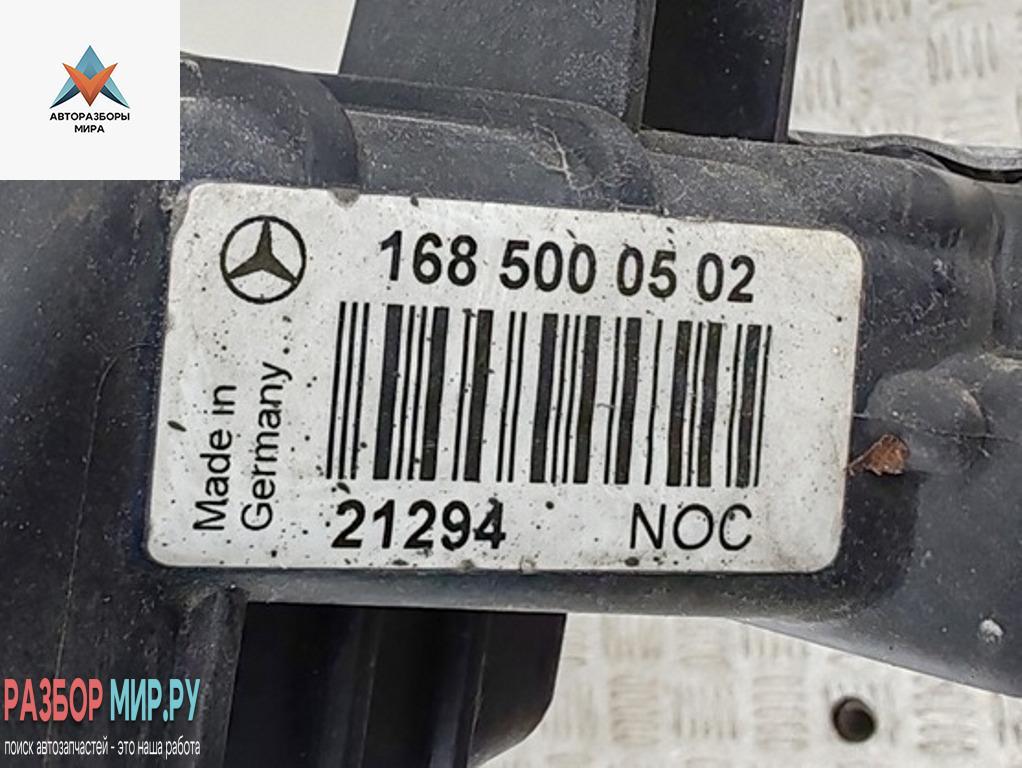 АВТОРАЗБОРЫ
МИРА
168 500 05 02
Made in
Germany
21294 NOC
РАЗБОР МИР.РУ
поиск автозапчастей - это наша работа